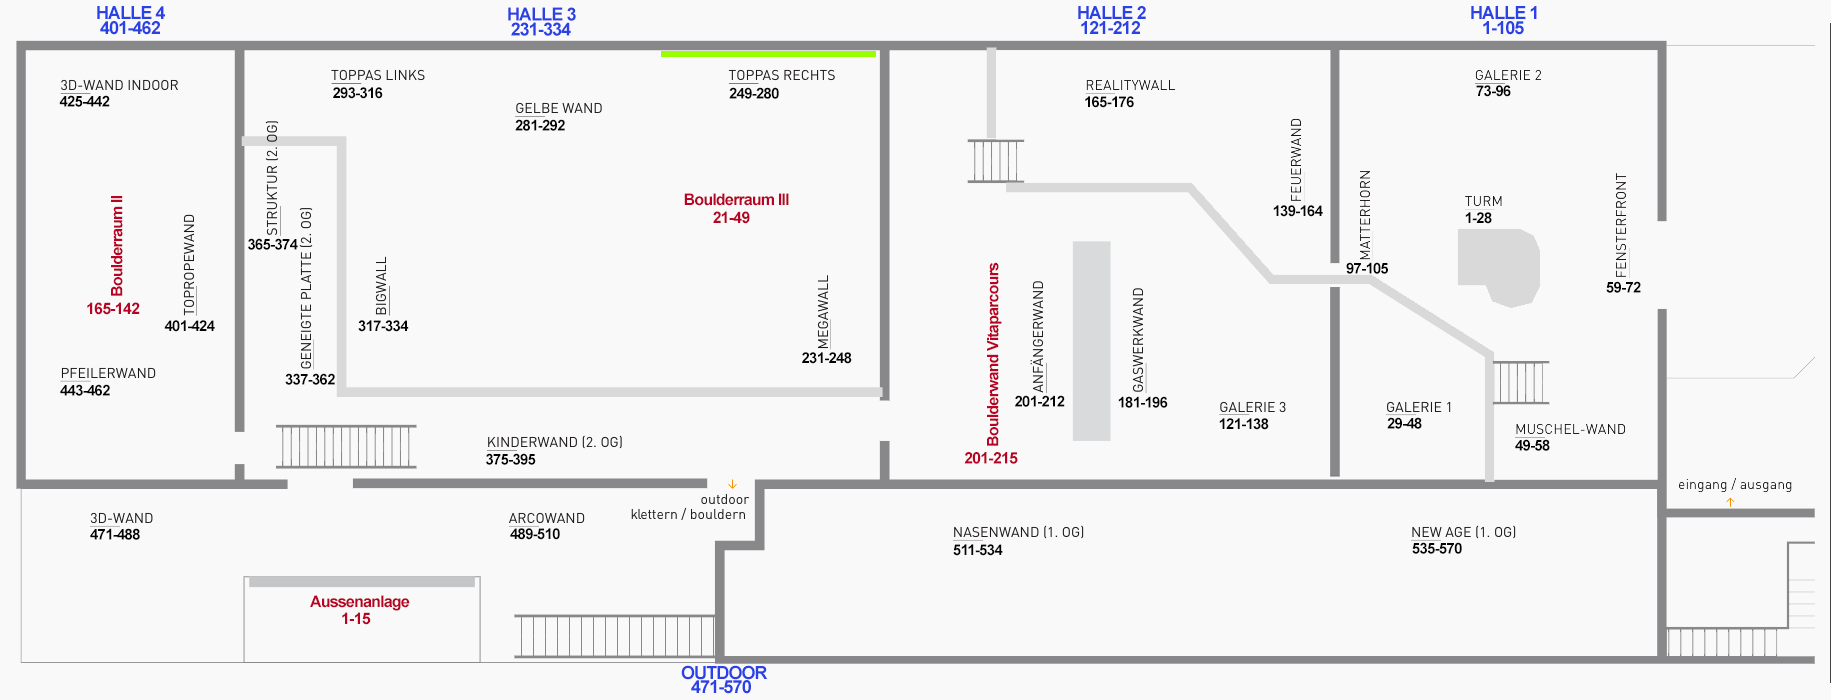 HALLE 4
401-462
HALLE 3
231-334
HALLE 2
121-212
HALLE 1
1-105
3D-WAND INDOOR
425-442
Boulderraum II
165-142
TOPROPEWAND
401-424
PFEILERWAND
443-462
TOPPAS LINKS
293-316
GELBE WAND
281-292
TOPPAS RECHTS
249-280
STRUKTUR (2. OG)
365-374
GENEIGTE PLATTE (2. OG)
337-362
BIGWALL
317-334
Boulderraum III
21-49
MEGAWALL
231-248
KINDERWAND (2. OG)
375-395
REALITYWALL
165-176
FEUERWAND
139-164
Boulderwand Vitaparcours
201-215
ANFÄNGERWAND
201-212
GASWERKWAND
181-196
GALERIE 3
121-138
GALERIE 2
73-96
MATTERHORN
97-105
TURM
1-28
FENSTERFRONT
59-72
GALERIE 1
29-48
MUSCHEL-WAND
49-58
eingang / ausgang
outdoor
klettern / bouldern
3D-WAND
471-488
ARCOWAND
489-510
NASENWAND (1. OG)
511-534
NEW AGE (1. OG)
535-570
Aussenanlage
1-15
OUTDOOR
471-570